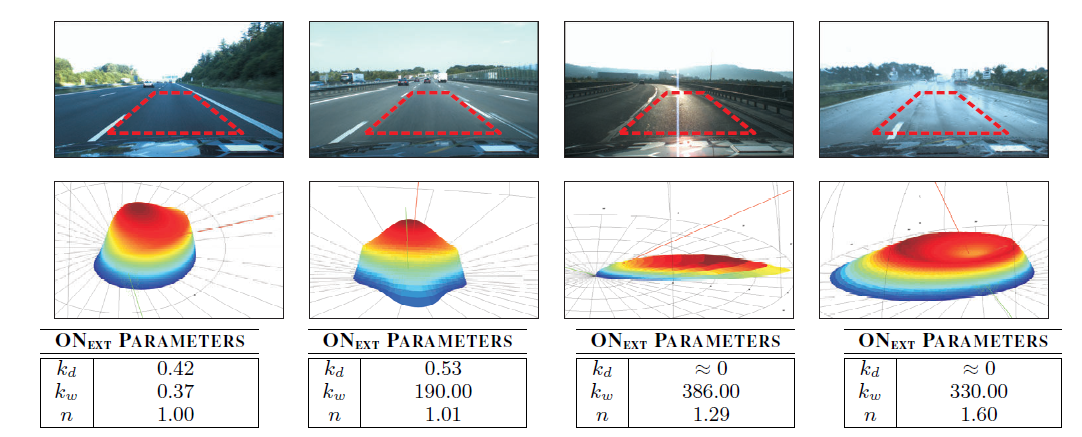 ONEXT PARAMETERS ONEXT PARAMETERS ONEXT PARAMETERS ONEXT PARAMETERS
kd 0.42 kd 0.53 kd ≈ 0 kd ≈ 0
kw 0.37 kw 190.00 kw 386.00 kw 330.00
n 1.00 n 1.01 n 1.29 n 1.60